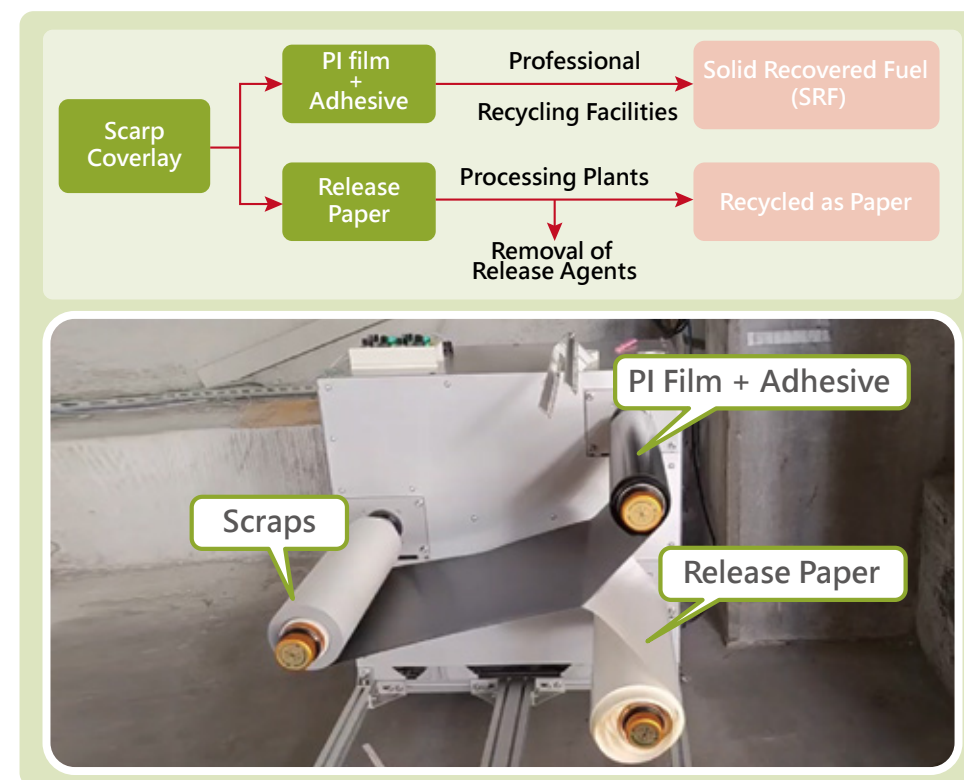 Scarp
Coverlay
PI film
+
Adhesive
Professional
Recycling Facilities
Solid Recovered Fuel
(SRF)
Release
Paper
Processing Plants
Removal of
Release Agents
Recycled as Paper
PI Film + Adhesive
Scraps
Release Paper